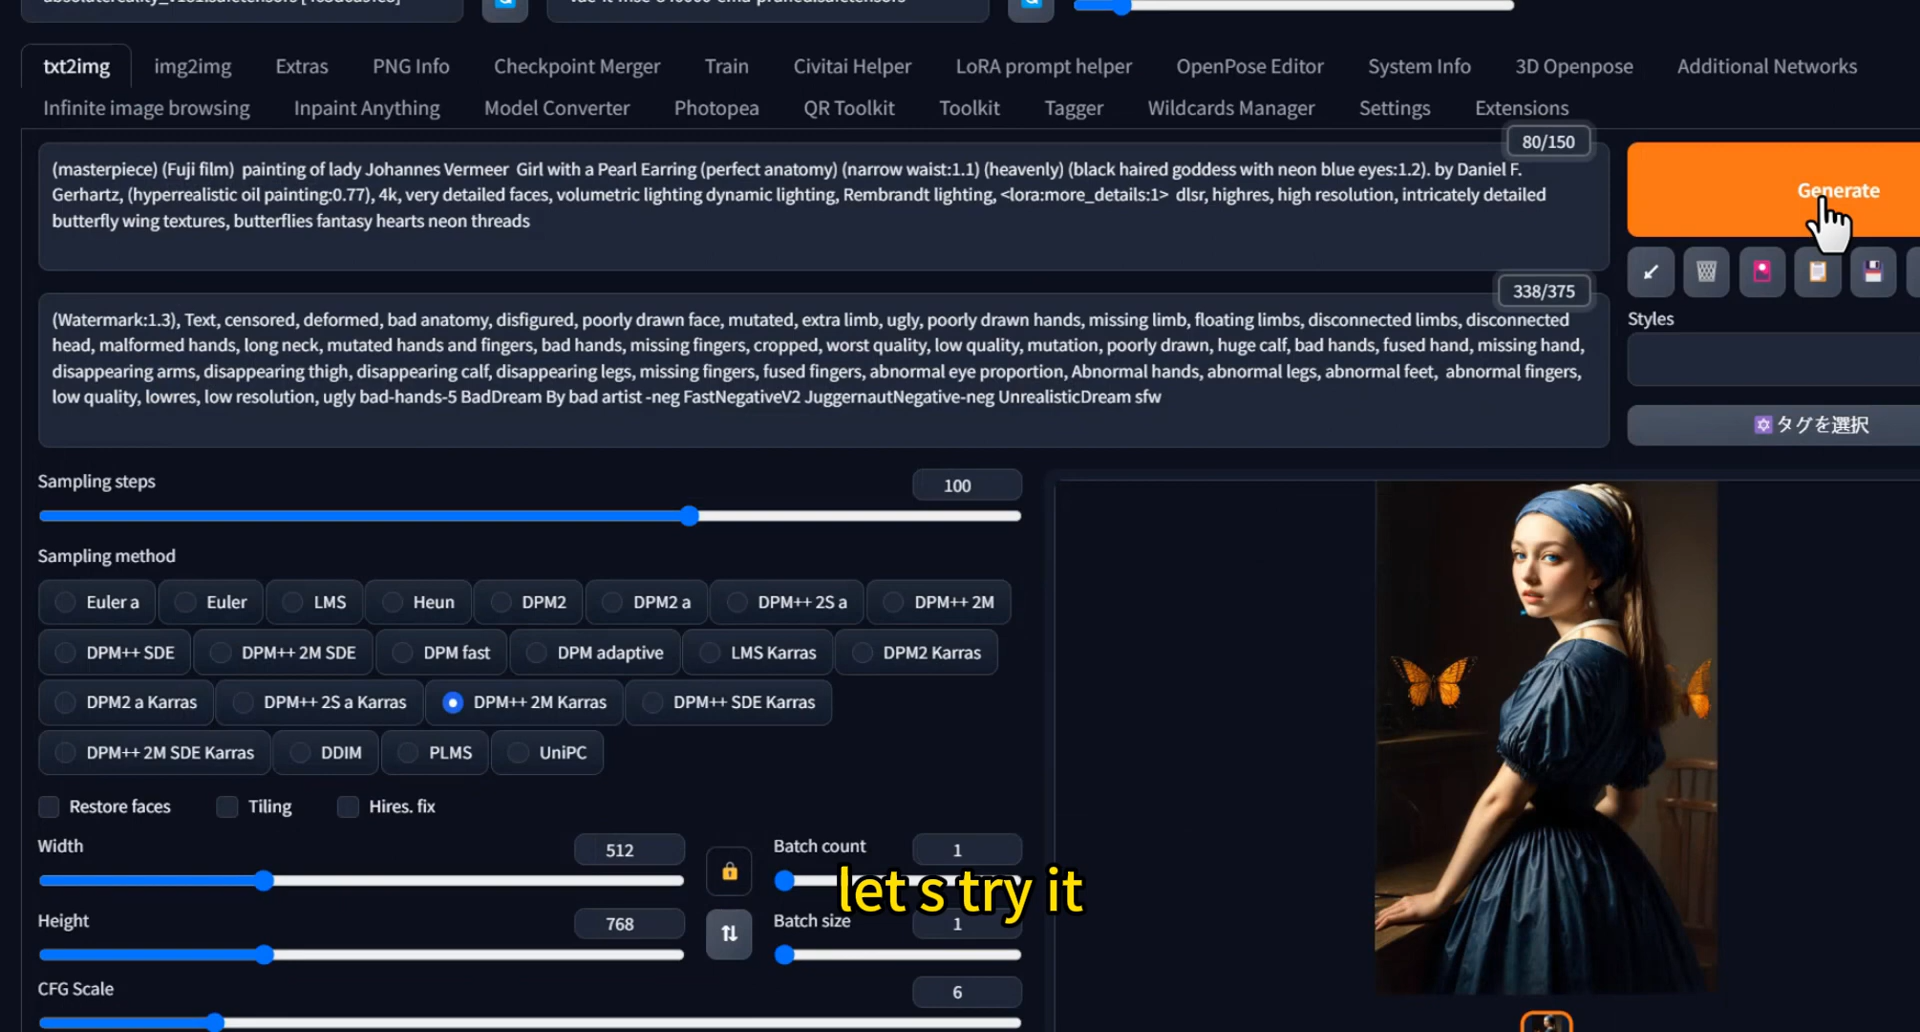 txt2img img2img Extras PNG Info Checkpoint Merger Train Civitai Helper LoRA prompt helper OpenPose Editor System Info 3D Openpose Additional Networks
Infinite image browsing Inpaint Anything Model Converter Photopea QR Toolkit Toolkit Tagger Wildcards Manager Settings Extensions
80/150
(masterpiece) (Fuji film) painting of lady Johannes Vermeer Girl with a Pearl Earring (perfect anatomy) (narrow waist:1.1) (heavenly) (black haired goddess with neon blue eyes:1.2). by Daniel F.
Gerhartz, (hyperrealistic oil painting:0.77), 4k, very detailed faces, volumetric lighting dynamic lighting, Rembrandt lighting, <lora:more_details:1> dlsr, highres, high resolution, intricately detailed
butterfly wing textures, butterflies fantasy hearts neon threads
Generate
338/375
(Watermark:1.3), Text, censored, deformed, bad anatomy, disfigured, poorly drawn face, mutated, extra limb, ugly, poorly drawn hands, missing limb, floating limbs, disconnected limbs, disconnected
head, malformed hands, long neck, mutated hands and fingers, bad hands, missing fingers, cropped, worst quality, low quality, mutation, poorly drawn, huge calf, bad hands, fused hand, missing hand,
disappearing arms, disappearing thigh, disappearing calf, disappearing legs, missing fingers, fused fingers, abnormal eye proportion, Abnormal hands, abnormal legs, abnormal feet, abnormal fingers,
low quality, lowres, low resolution, ugly bad-hands-5 BadDream By bad artist -neg FastNegativeV2 JuggernautNegative-neg UnrealisticDream sfw
Styles
タグを選択
Sampling steps
100
Sampling method
Euler a Euler LMS Heun DPM2 DPM2 a DPM++ 2S a DPM++ 2M
DPM++ SDE DPM++ 2M SDE DPM fast DPM adaptive LMS Karras DPM2 Karras
DPM2 a Karras DPM++ 2S a Karras DPM++ 2M Karras DPM++ SDE Karras
DPM++ 2M SDE Karras DDIM PLMS UniPC
Restore faces Tiling Hires. fix
Width 512 Batch count 1
let s try it
Height 768 Batch size 1
CFG Scale 6